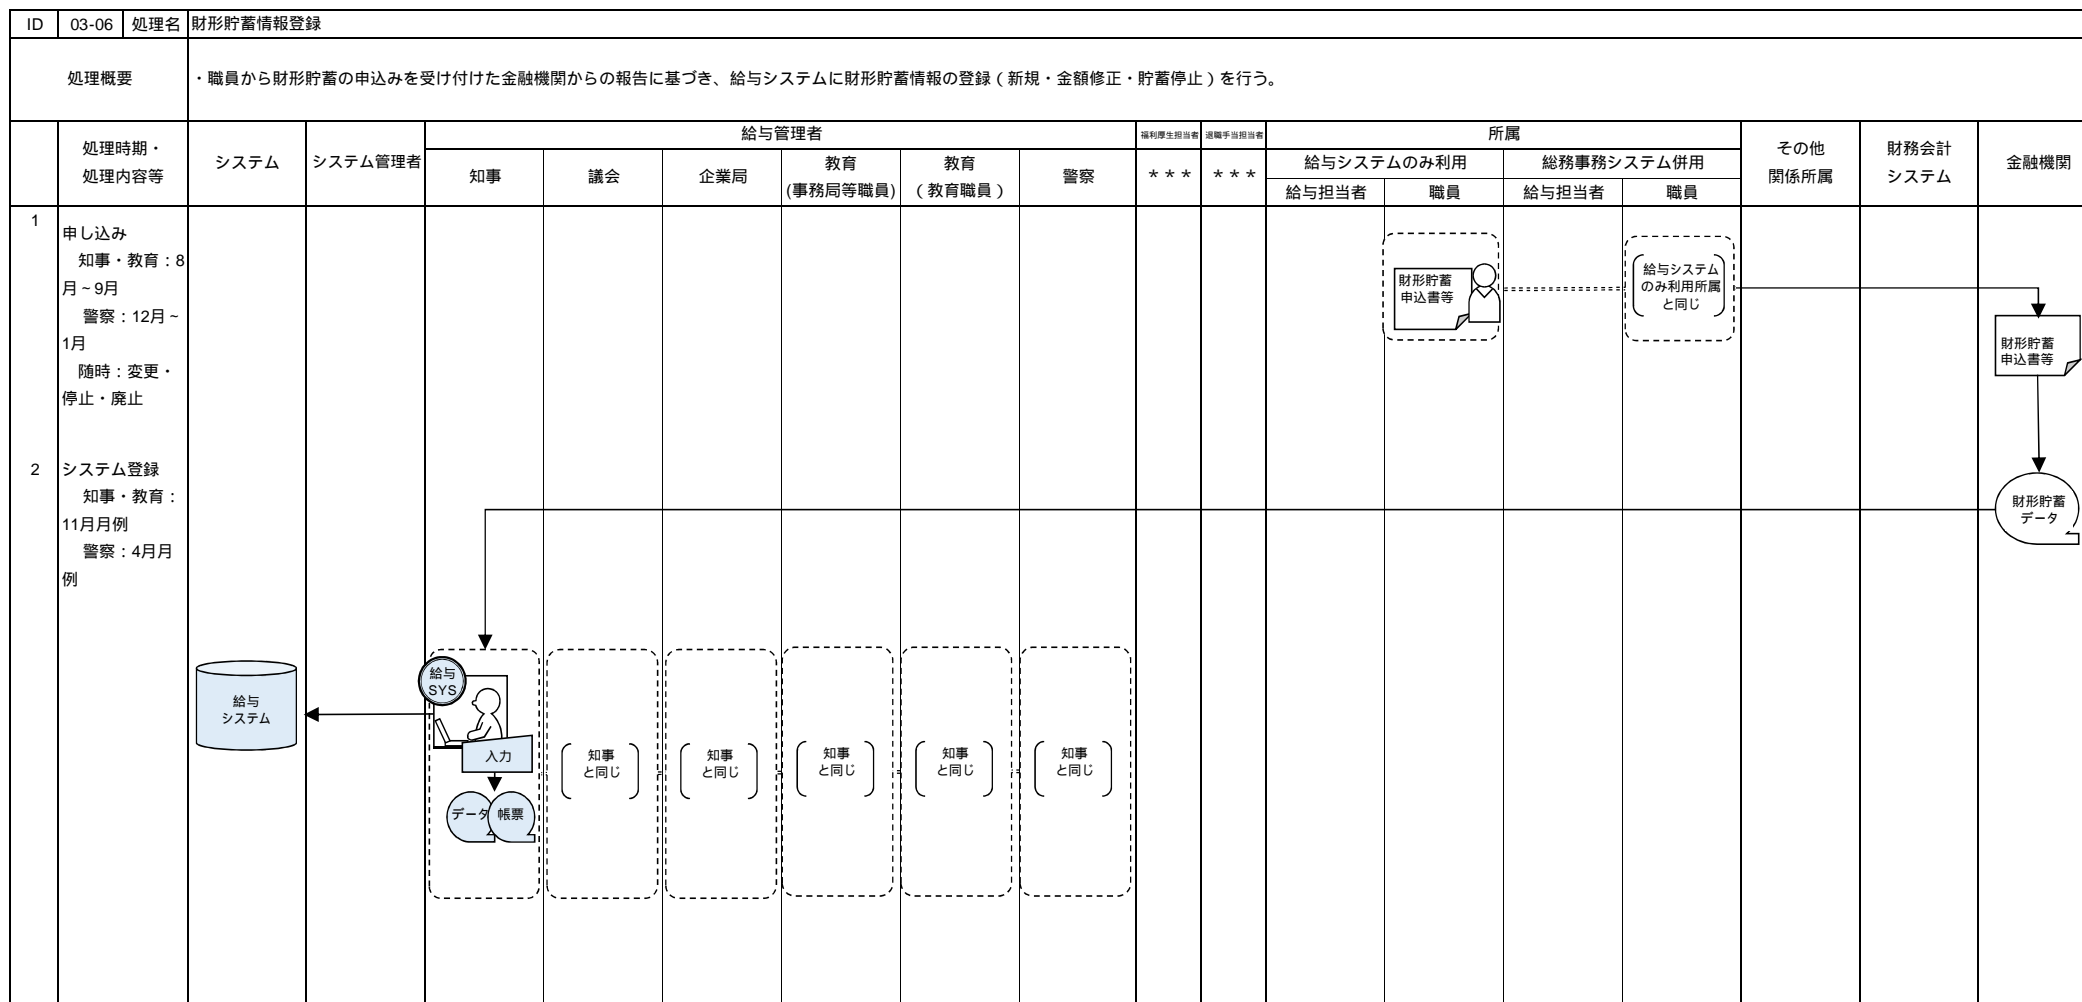 ID 03-06 処理名 財形貯蓄情報登録
処理概要
・職員から財形貯蓄の申込みを受け付けた金融機関からの報告に基づき、給与システムに財形貯蓄情報の登録（新規・金額修正・貯蓄停止）を行う。
処理時期・
処理内容等
システム
システム管理者
給与管理者
知事
議会
企業局
教育
(事務局等職員)
教育
（教育職員）
警察
福利厚生担当者
＊＊＊
退職手当担当者
＊＊＊
所属
給与システムのみ利用
給与担当者
職員
総務事務システム併用
給与担当者
職員
その他
関係所属
財務会計
システム
金融機関
1
申し込み
知事・教育：8
月～9月
警察：12月～
1月
随時：変更・
停止・廃止
財形貯蓄
申込書等
給与システム
のみ利用所属
と同じ
財形貯蓄
申込書等
2
システム登録
知事・教育：
11月月例
警察：4月月
例
財形貯蓄
データ
給与
システム
給与
SYS
入力
データ
帳票
知事
と同じ
知事
と同じ
知事
と同じ
知事
と同じ
知事
と同じ